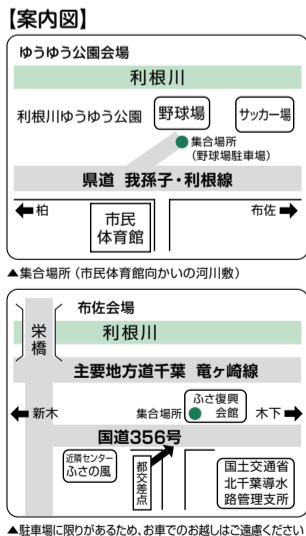 【案内図】
ゆうゆう公園会場
利根川
利根川ゆうゆう公園
野球場
サッカー場
集合場所
(野球場駐車場)
県道 我孫子・利根線
柏
市民
体育館
布佐
▲集合場所(市民体育館向かいの河川敷)
布佐会場
栄橋
利根川
主要地方道千葉 竜ヶ崎線
新木
集合場所
ふさ復興
会館
木下
国道356号
近隣センター
ふさの風
都交差点
国土交通省
北千葉導水
路管理支所
▲駐車場に限りがあるため、お車でのお越しはご遠慮ください